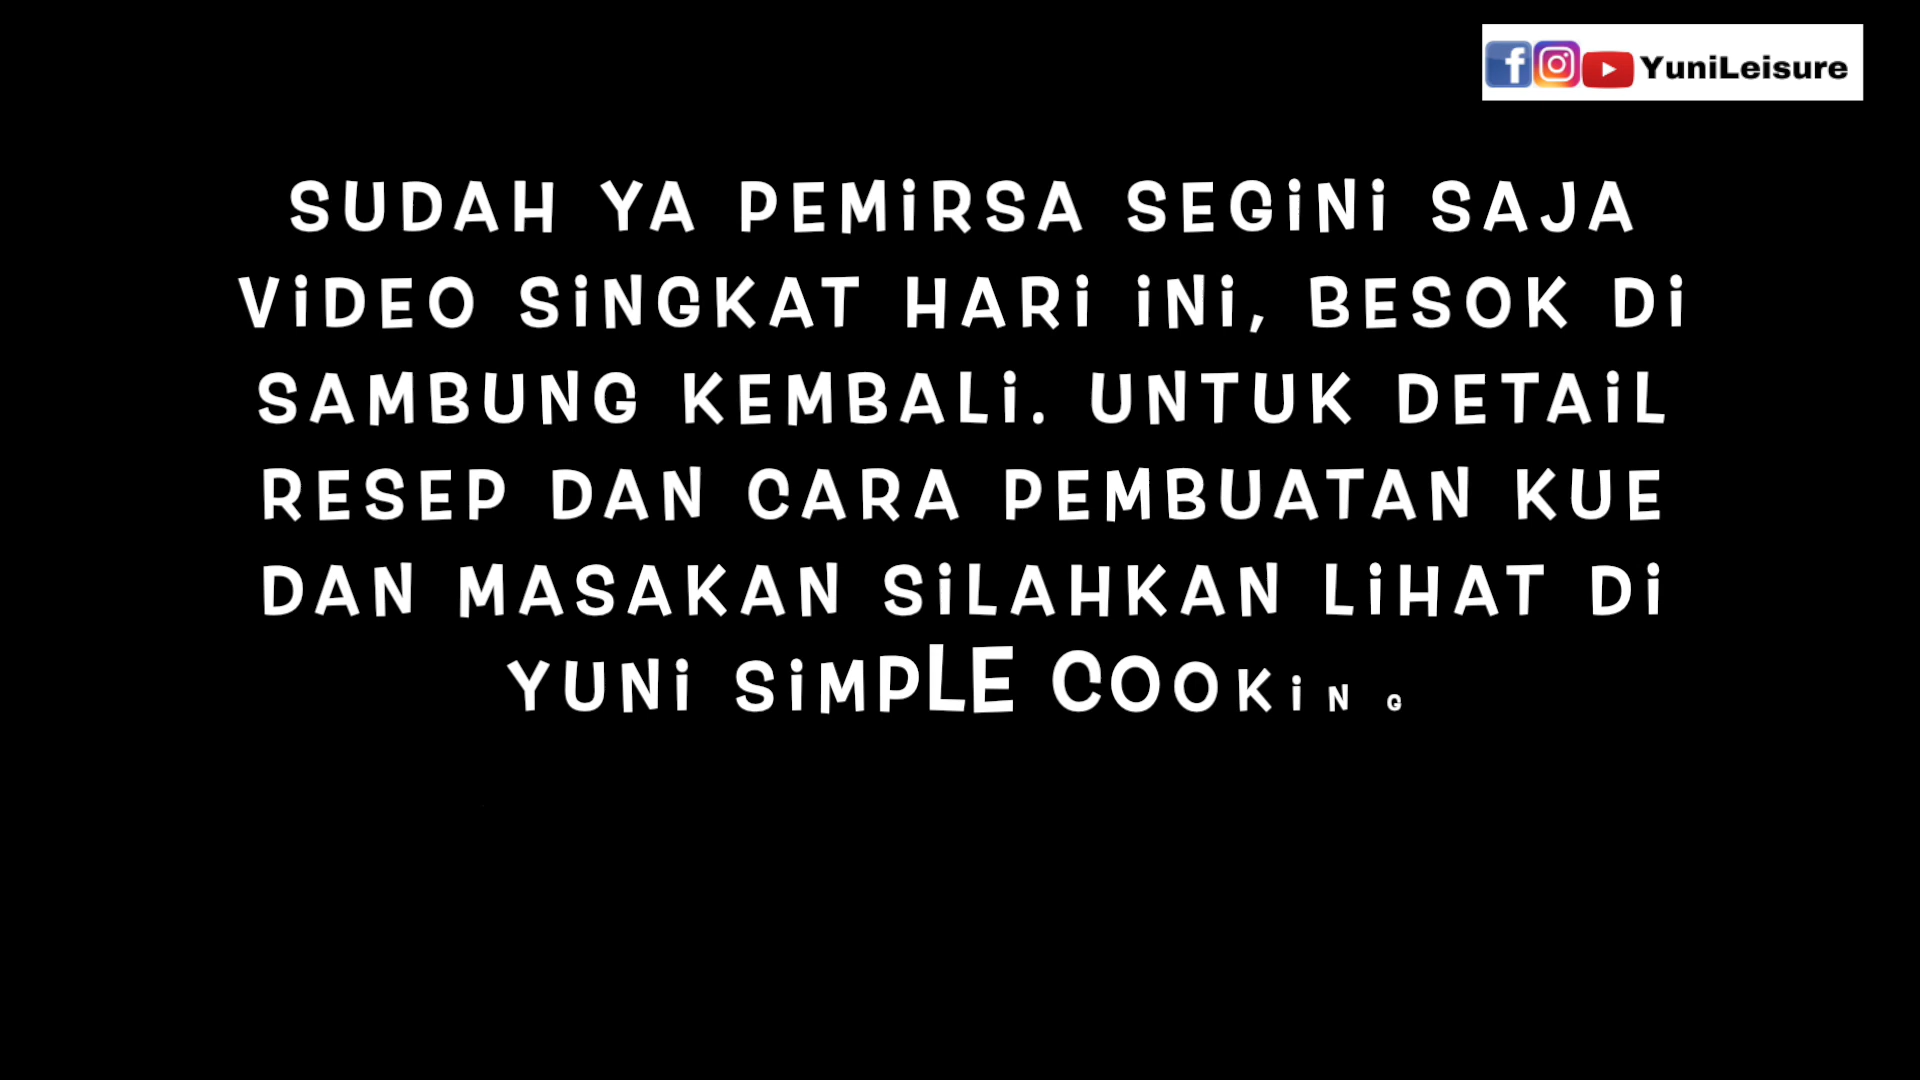 YuniLeisure
SUDAH YA PEMiRSA SEGiNi SAJA
ViDEO SiNGKAT HARi iNi, BESOK Di
SAMBUNG KEMBALi. UNTUK DETAiL
RESEP DAN CARA PEMBUATAN KUE
DAN MASAKAN SiLAHKAN LiHAT Di
YUNi SiMPLE COOKiNG